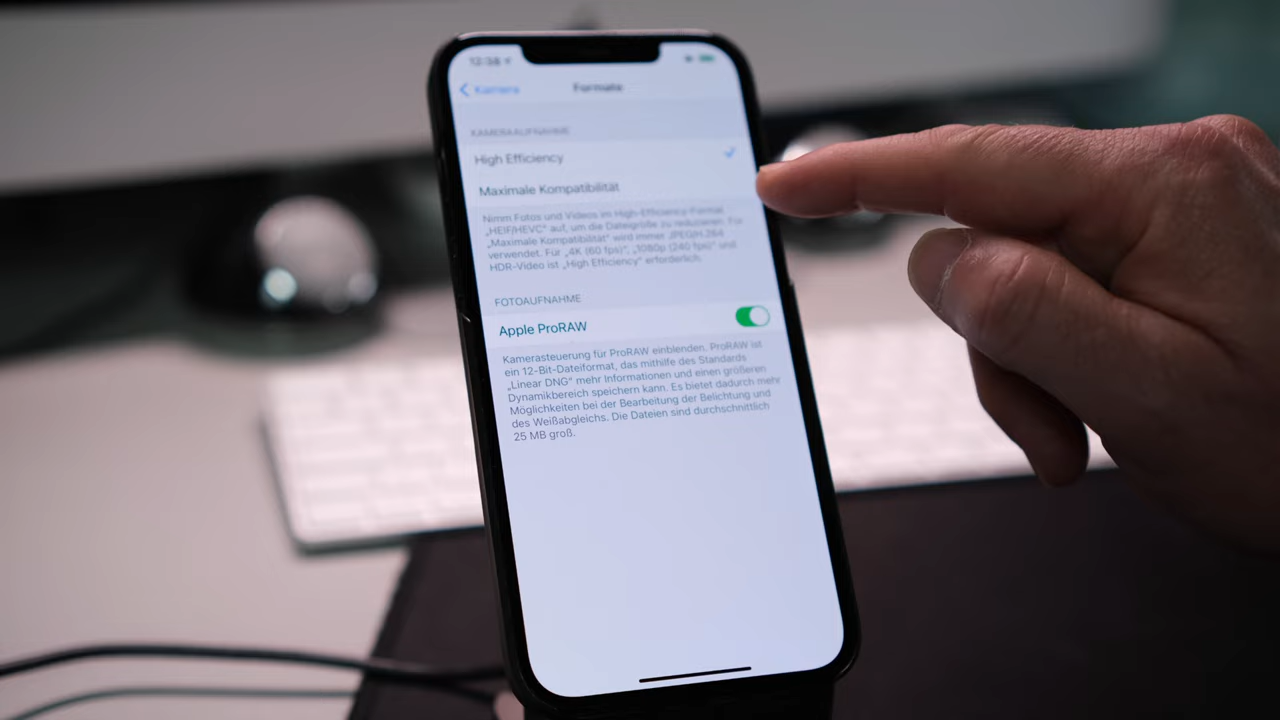 12:38
Kamera
Formate
KAMERAAUFNAHME
High Efficiency
Maximale Kompatibilität
Nimm Fotos und Videos im High-Efficiency-Format
„HEIF/HEVC“ auf, um die Dateigröße zu reduzieren. Für
„Maximale Kompatibilität“ wird immer JPEG/H.264
verwendet. Für „4K (60 fps)“, „1080p (240 fps)“ und
HDR-Video ist „High Efficiency“ erforderlich.
FOTOAUFNAHME
Apple ProRAW
Kamerasteuerung für ProRAW einblenden. ProRAW ist
ein 12-Bit-Dateiformat, das mithilfe des Standards
„Linear DNG“ mehr Informationen und einen größeren
Dynamikbereich speichern kann. Es bietet dadurch mehr
Möglichkeiten bei der Bearbeitung der Belichtung und
des Weißabgleichs. Die Dateien sind durchschnittlich
25 MB groß.